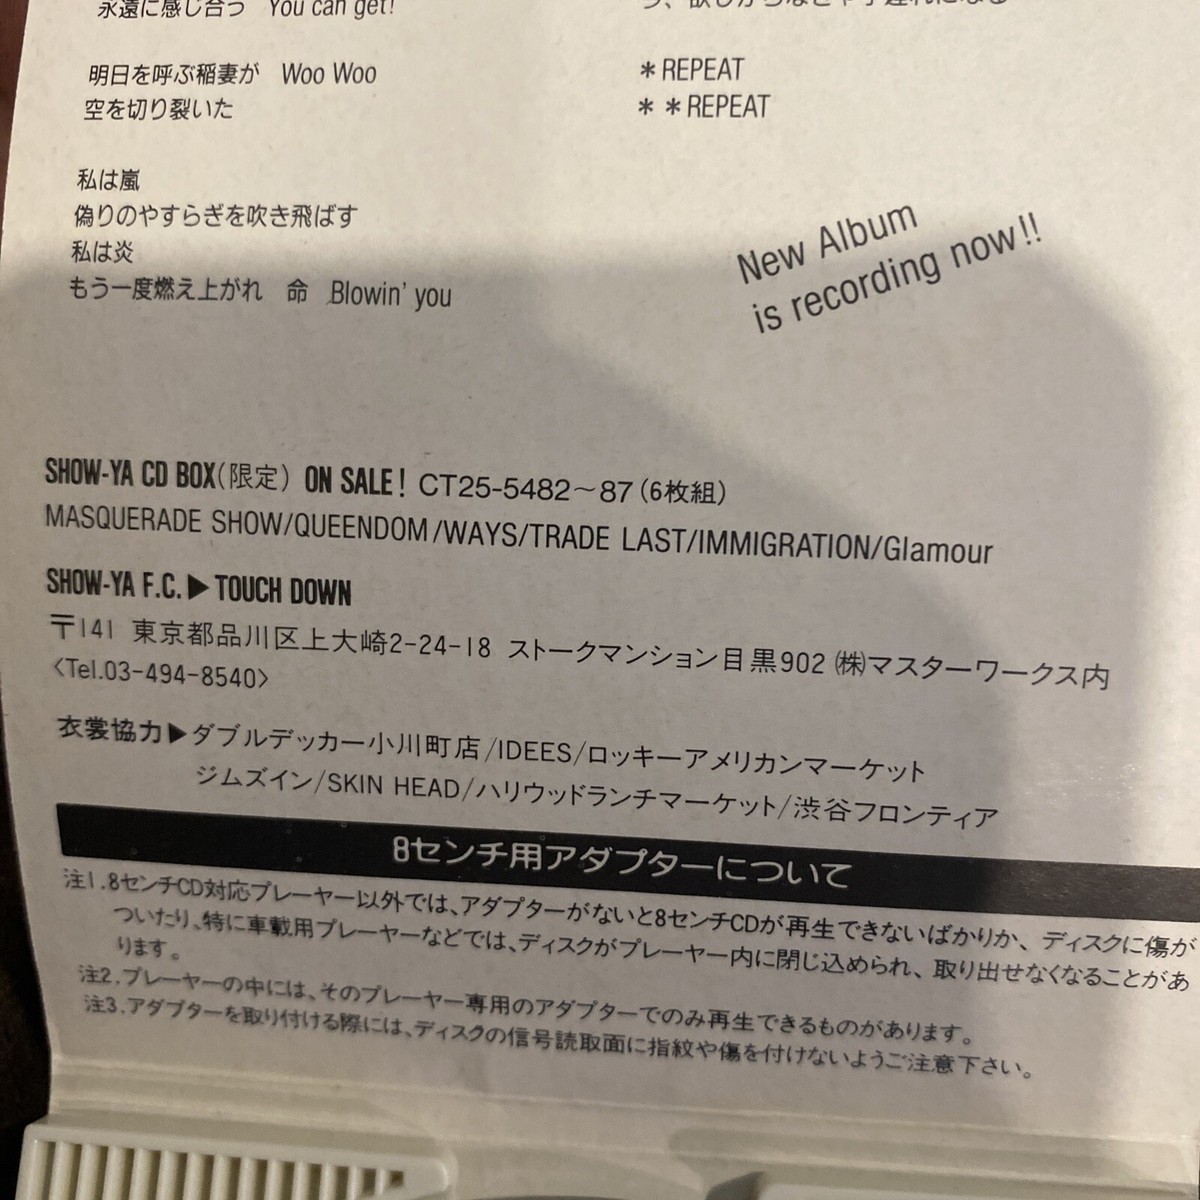 永遠に感じ合う You can get!
明日を呼ぶ稲妻が Woo Woo
空を切り裂いた
私は嵐
偽りのやすらぎを吹き飛ばす
私は炎
もう一度燃え上がれ 命 Blowin' you
＊REPEAT
＊＊REPEAT
New Album
is recording now!!
SHOW-YA CD BOX(限定) ON SALE! CT25-5482〜87(6枚組)
MASQUERADE SHOW/QUEENDOM/WAYS/TRADE LAST/IMMIGRATION/Glamour
SHOW-YA F.C.▶TOUCH DOWN
〒141 東京都品川区上大崎2-24-18 ストークマンション目黒902 ㈱マスターワークス内
<Tel.03-494-8540>
衣裳協力▶ダブルデッカー小川町店/IDEES/ロッキーアメリカンマーケット
ジムズイン/SKIN HEAD/ハリウッドランチマーケット/渋谷フロンティア
8センチ用アダプターについて
注1.8センチCD対応プレーヤー以外では、アダプターがないと8センチCDが再生できないばかりか、ディスクに傷が
ついたり、特に車載用プレーヤーなどでは、ディスクがプレーヤー内に閉じ込められ、取り出せなくなることがあ
ります。
注2.プレーヤーの中には、そのプレーヤー専用のアダプターでのみ再生できるものがあります。
注3.アダプターを取り付ける際には、ディスクの信号読取面に指紋や傷を付けないようご注意下さい。